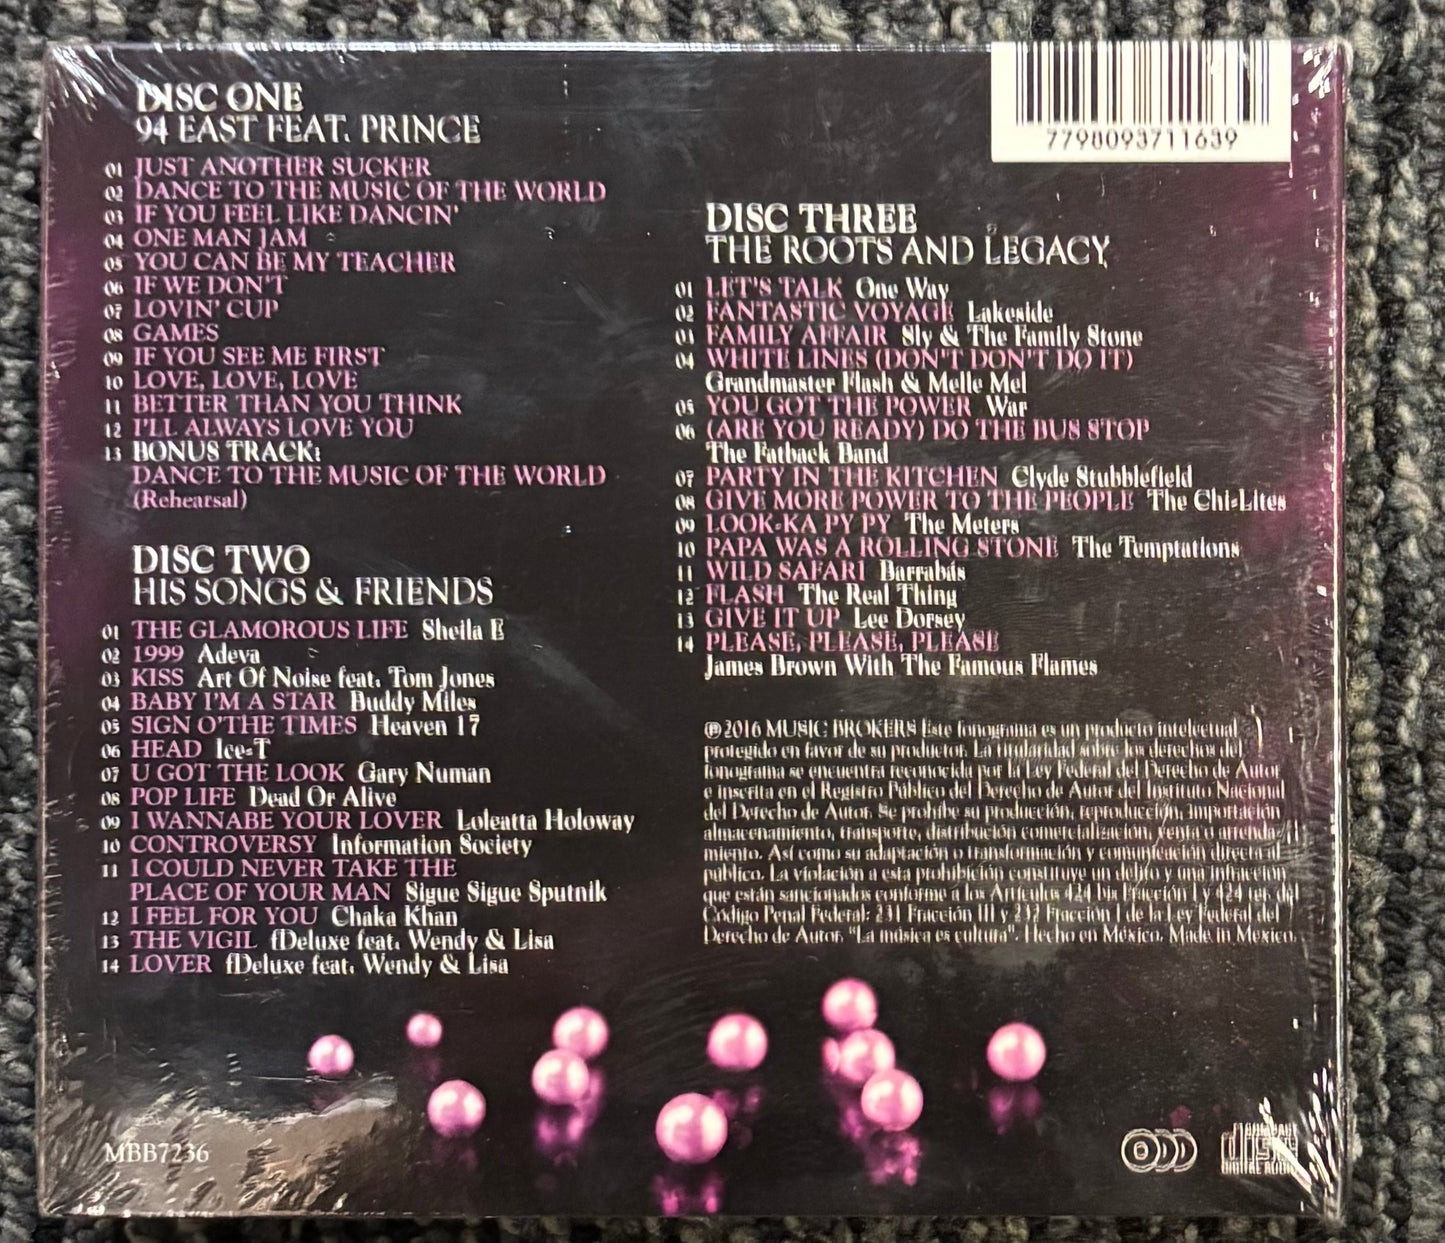 7798093711639
DISC ONE
94 EAST FEAT. PRINCE
01 JUST ANOTHER SUCKER
02 DANCE TO THE MUSIC OF THE WORLD
03 IF YOU FEEL LIKE DANCIN'
04 ONE MAN JAM
05 YOU CAN BE MY TEACHER
06 IF WE DON'T
07 LOVIN' CUP
08 GAMES
09 IF YOU SEE ME FIRST
10 LOVE, LOVE, LOVE
11 BETTER THAN YOU THINK
12 I'LL ALWAYS LOVE YOU
13 BONUS TRACK:
DANCE TO THE MUSIC OF THE WORLD
(Rehearsal)
DISC TWO
HIS SONGS & FRIENDS
01 THE GLAMOROUS LIFE Sheila E
02 1999 Adeva
03 KISS Art Of Noise feat. Tom Jones
04 BABY I'M A STAR Buddy Miles
05 SIGN O'THE TIMES Heaven 17
06 HEAD Ice-T
07 U GOT THE LOOK Gary Numan
08 POP LIFE Dead Or Alive
09 I WANNABE YOUR LOVER Loleatta Holoway
10 CONTROVERSY Information Society
11 I COULD NEVER TAKE THE
PLACE OF YOUR MAN Sigue Sigue Sputnik
12 I FEEL FOR YOU Chaka Khan
13 THE VIGIL fDeluxe feat. Wendy & Lisa
14 LOVER fDeluxe feat. Wendy & Lisa
DISC THREE
THE ROOTS AND LEGACY
01 LET'S TALK One Way
02 FANTASTIC VOYAGE Lakeside
01 FAMILY AFFAIR Sly & The Family Stone
04 WHITE LINES (DON'T DON'T DO IT)
Grandmaster Flash & Melle Mel
05 YOU GOT THE POWER War
06 (ARE YOU READY) DO THE BUS STOP
The Fatback Band
07 PARTY IN THE KITCHEN Clyde Stubblefield
08 GIVE MORE POWER TO THE PEOPLE The Chi-Lites
09 LOOK-KA PY PY The Meters
10 PAPA WAS A ROLLING STONE The Temptations
11 WILD SAFARI Barrabás
12 FLASH The Real Thing
13 GIVE IT UP Lee Dorsey
14 PLEASE, PLEASE, PLEASE
James Brown With The Famous Flames
℗2016 MUSIC BROKERS Este fonograma es un producto intelectual
protegido en favor de su productor. La titularidad sobre los derechos del
fonograma se encuentra reconocida por la Ley Federal del Derecho de Autor
e inscrita en el Registro Público del Derecho de Autor del Instituto Nacional
del Derecho de Autor. Se prohíbe su producción, reproducción, importación
almacenamiento, transporte, distribución comercialización, venta o arrenda-
miento. Así como su adaptación o transformación y comunicación directa al
público. La violación a esta prohibición constituye un delito y una infracción
que están sancionados conforme a los Artículos 424 bis Fracción I y 424 ter. del
Código Penal Federal: 231 Fracción III y 232 Fracción I de la Ley Federal del
Derecho de Autor. "La música es cultura". Hecho en México. Made in Mexico.
MBB7236
COMPACT
disc
DIGITAL AUDIO